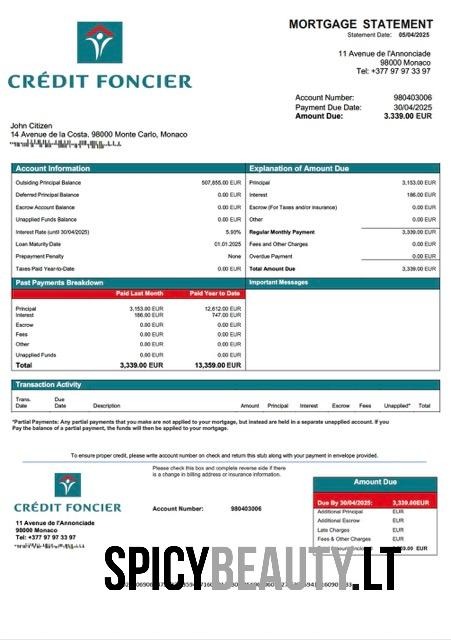 MORTGAGE STATEMENT
Statement Date: 05/04/2025
CRÉDIT FONCIER
11 Avenue de l'Annonciade
98000 Monaco
Tel: +377 97 97 33 97
Account Number: 980403006
Payment Due Date: 30/04/2025
Amount Due: 3.339.00 EUR
John Citizen
14 Avenue de la Costa, 98000 Monte Carlo, Monaco
Account Information
Outsiding Principal Balance 507,855.00 EUR
Deferred Principal Balance 0.00 EUR
Escrow Account Balance 0.00 EUR
Unapplied Funds Balance 0.00 EUR
Interest Rate (until 30/04/2025) 5.93%
Loan Maturity Date 01.01.2025
Prepayment Penalty None
Taxes Paid Year-to-Date 0.00 EUR
Explanation of Amount Due
Principal 3,153.00 EUR
Interest 186.00 EUR
Escrow (For Taxes and/or insurance) 0.00 EUR
Other 0.00 EUR
Regular Monthly Payment 3,339.00 EUR
Fees and Other Charges 0.00 EUR
Overdue Payment 0.00 EUR
Total Amount Due 3,339.00 EUR
Past Payments Breakdown
Paid Last Month Paid Year to Date
Principal 3,153.00 EUR 12,612.00 EUR
Interest 186.00 EUR 747.00 EUR
Escrow 0.00 EUR 0.00 EUR
Fees 0.00 EUR 0.00 EUR
Other 0.00 EUR 0.00 EUR
Unapplied Funds 0.00 EUR 0.00 EUR
Total 3,339.00 EUR 13,359.00 EUR
Important Messages
Transaction Activity
Trans. Date Due Date Description Amount Principal Interest Escrow Fees Unapplied* Total
*Partial Payments: Any partial payments that you make are not applied to your mortgage, but instead are held in a separate unapplied account. If you
Pay the balance of a partial payment, the funds will then be applied to your mortgage.
To ensure proper credit, please write account number on check and return this stub along with your payment in envelope provided.
Please check this box and complete reverse side if there
is a change in billing address or insurance information.
CRÉDIT FONCIER
11 Avenue de l'Annonciade
98000 Monaco
Tel: +377 97 97 33 97
Account Number: 980403006
Amount Due
Due By 30/04/2025: 3,339.00EUR
Additional Principal EUR
Additional Escrow EUR
Late Charges EUR
Fees & Other Charges EUR
SPICYBEAUTY.LT